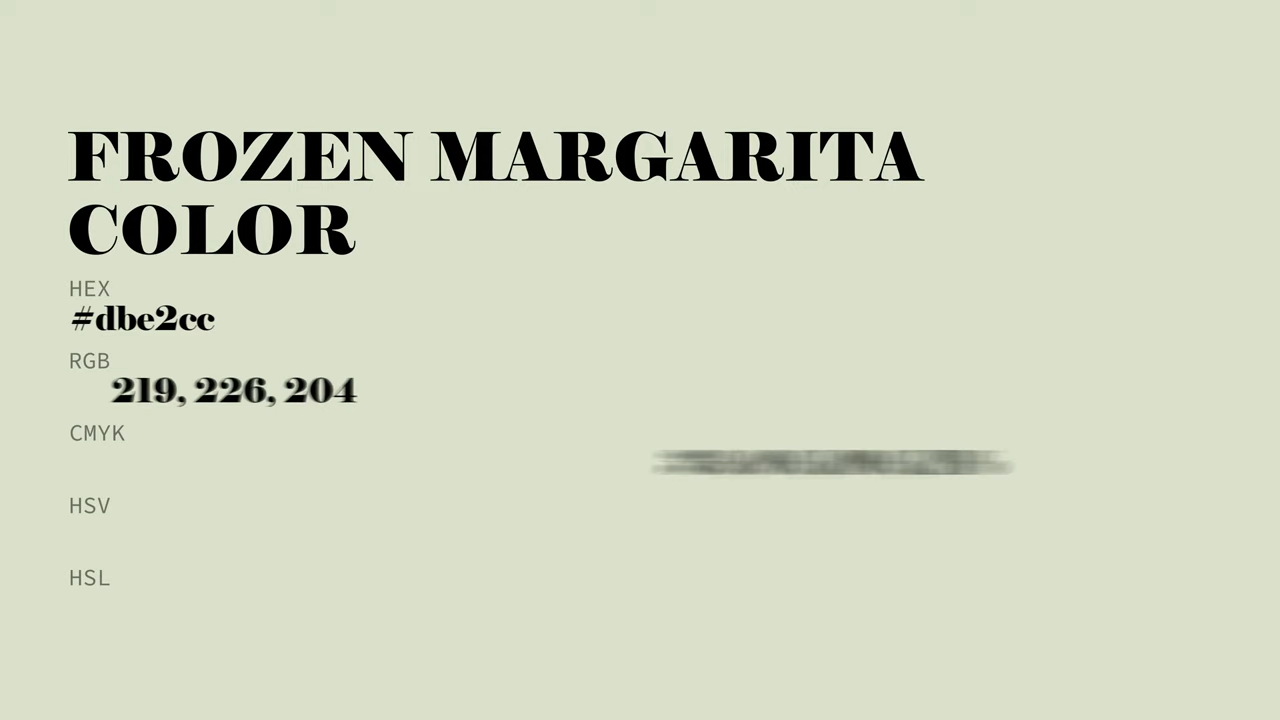 FROZEN MARGARITA
COLOR
HEX
#dbe2cc
RGB
219, 226, 204
CMYK
HSV
HSL